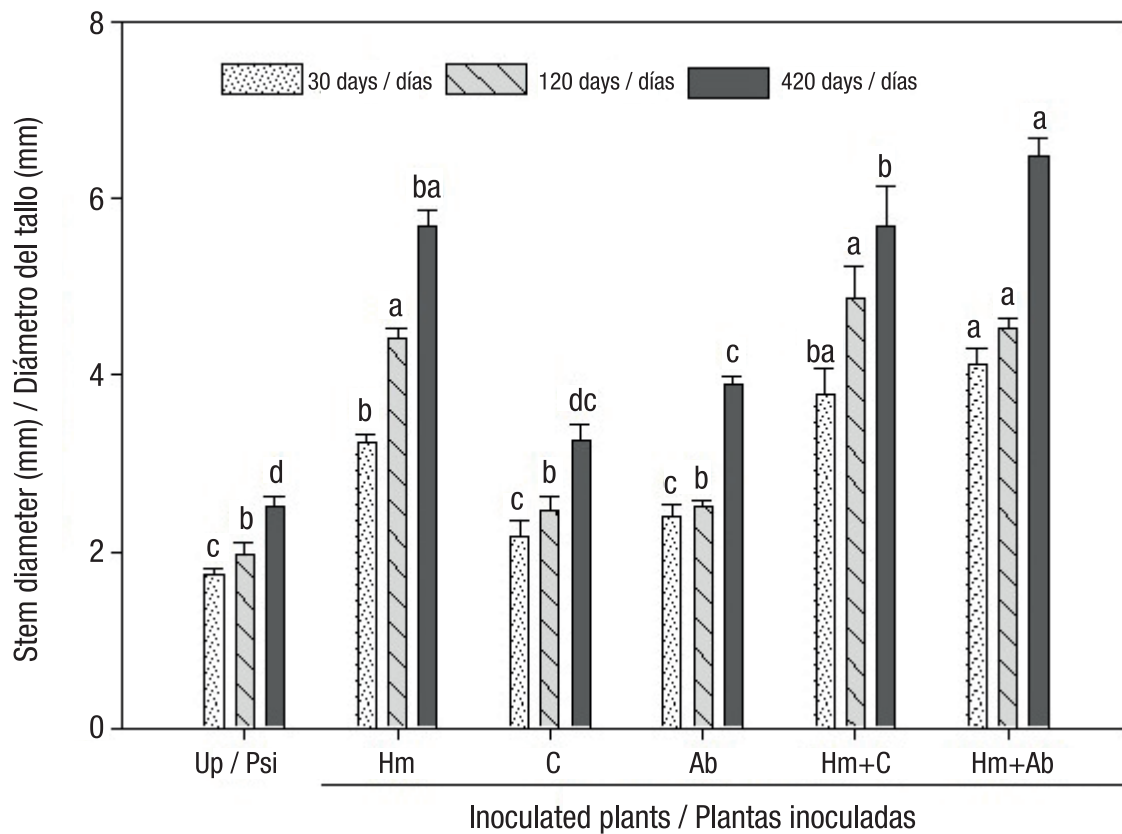 8
30 days / días
120 days / días
420 days / días
a
ba
b
6
a
a
a
a
c
ba
4
b
dc
b
c
b
d
c
c
b
2
c
0
Up / Psi
Hm
C
Ab
Hm+C
Hm+Ab
Inoculated plants / Plantas inoculadas
Stem diameter (mm) / Diámetro del tallo (mm)